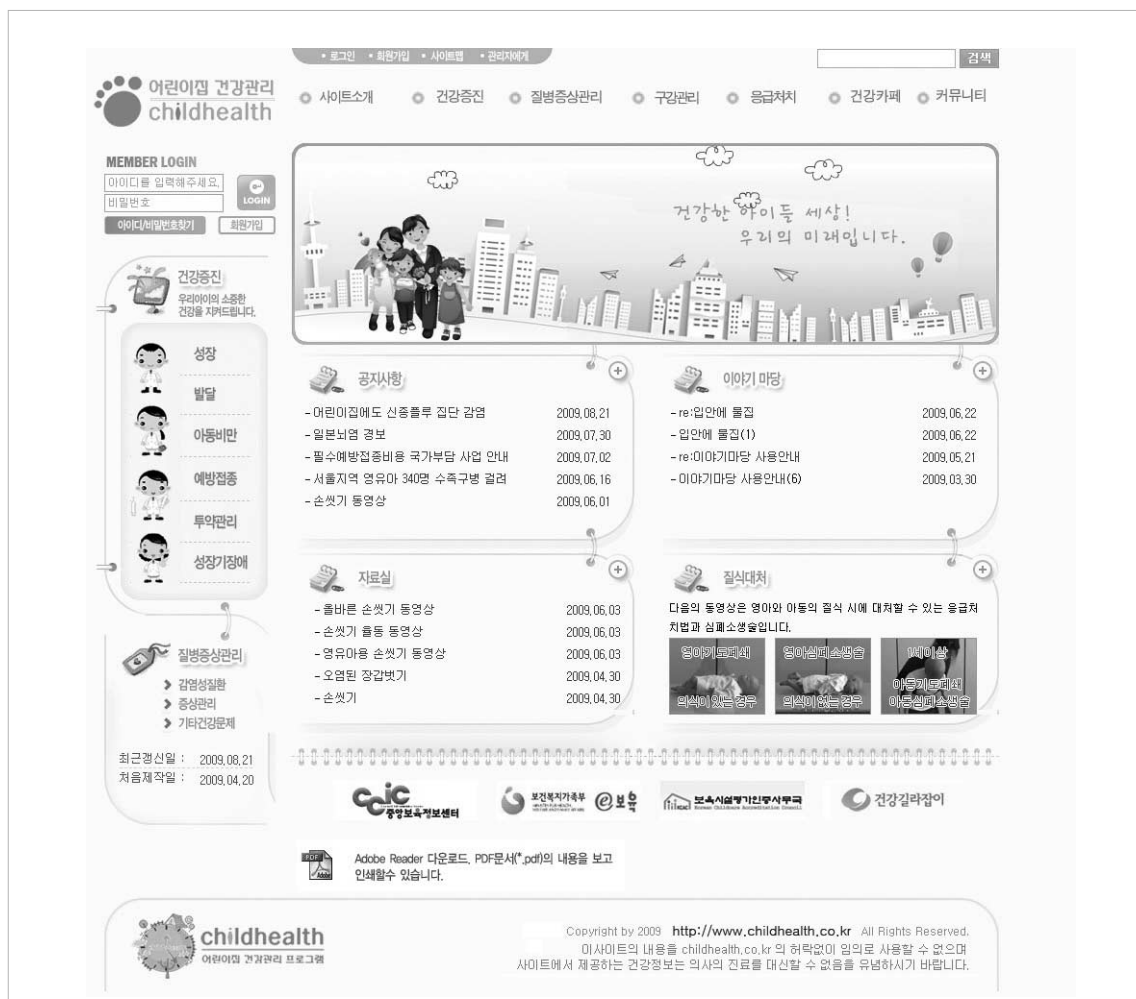 • 로그인 • 회원가입 • 사이트맵 • 관리자에게
검색
어린이집 건강관리
childhealth
사이트소개 건강증진 질병증상관리 구강관리 응급처치 건강카페 커뮤니티
MEMBER LOGIN
아이디를 입력해주세요.
비밀번호
LOGIN
아이디/비밀번호찾기 회원가입
건강한 아이들 세상!
우리의 미래입니다.
건강증진
우리아이의 소중한
건강을 지켜드립니다.
성장
발달
아동비만
예방접종
투약관리
성장기장애
질병증상관리
감염성질환
증상관리
기타건강문제
최근갱신일 : 2009.08.21
처음제작일 : 2009.04.20
공지사항
- 어린이집에도 신종플루 집단 감염 2009.08.21
- 일본뇌염 경보 2009.07.30
- 필수예방접종비용 국가부담 사업 안내 2009.07.02
- 서울지역 영유아 340명 수족구병 걸려 2009.06.16
- 손씻기 동영상 2009.06.01
이야기 마당
- re:입안에 물집 2009.06.22
- 입안에 물집(1) 2009.06.22
- re:이야기마당 사용안내 2009.05.21
- 이야기마당 사용안내(6) 2009.03.30
자료실
- 올바른 손씻기 동영상 2009.06.03
- 손씻기 율동 동영상 2009.06.03
- 영유아용 손씻기 동영상 2009.06.03
- 오염된 장갑벗기 2009.04.30
- 손씻기 2009.04.30
질식대처
다음의 동영상은 영아와 아동의 질식 시에 대처할 수 있는 응급처
치법과 심폐소생술입니다.
영아기도폐쇄
의식이 있는 경우
영아심폐소생술
의식이 없는 경우
1세이상
아동기도폐쇄
아동심폐소생술
CCIC
중앙보육정보센터
보건복지가족부
@보육
보육시설평가인증사무국
Korean Childcare Accreditation Council
건강길라잡이
PDF
Adobe
Adobe Reader 다운로드, PDF문서(*.pdf)의 내용을 보고
인쇄할수 있습니다.
childhealth
어린이집 건강관리 프로그램
Copyright by 2009 http://www.childhealth.co.kr All Rights Reserved.
이사이트의 내용을 childhealth.co.kr 의 허락없이 임의로 사용할 수 없으며
사이트에서 제공하는 건강정보는 의사의 진료를 대신할 수 없음을 유념하시기 바랍니다.